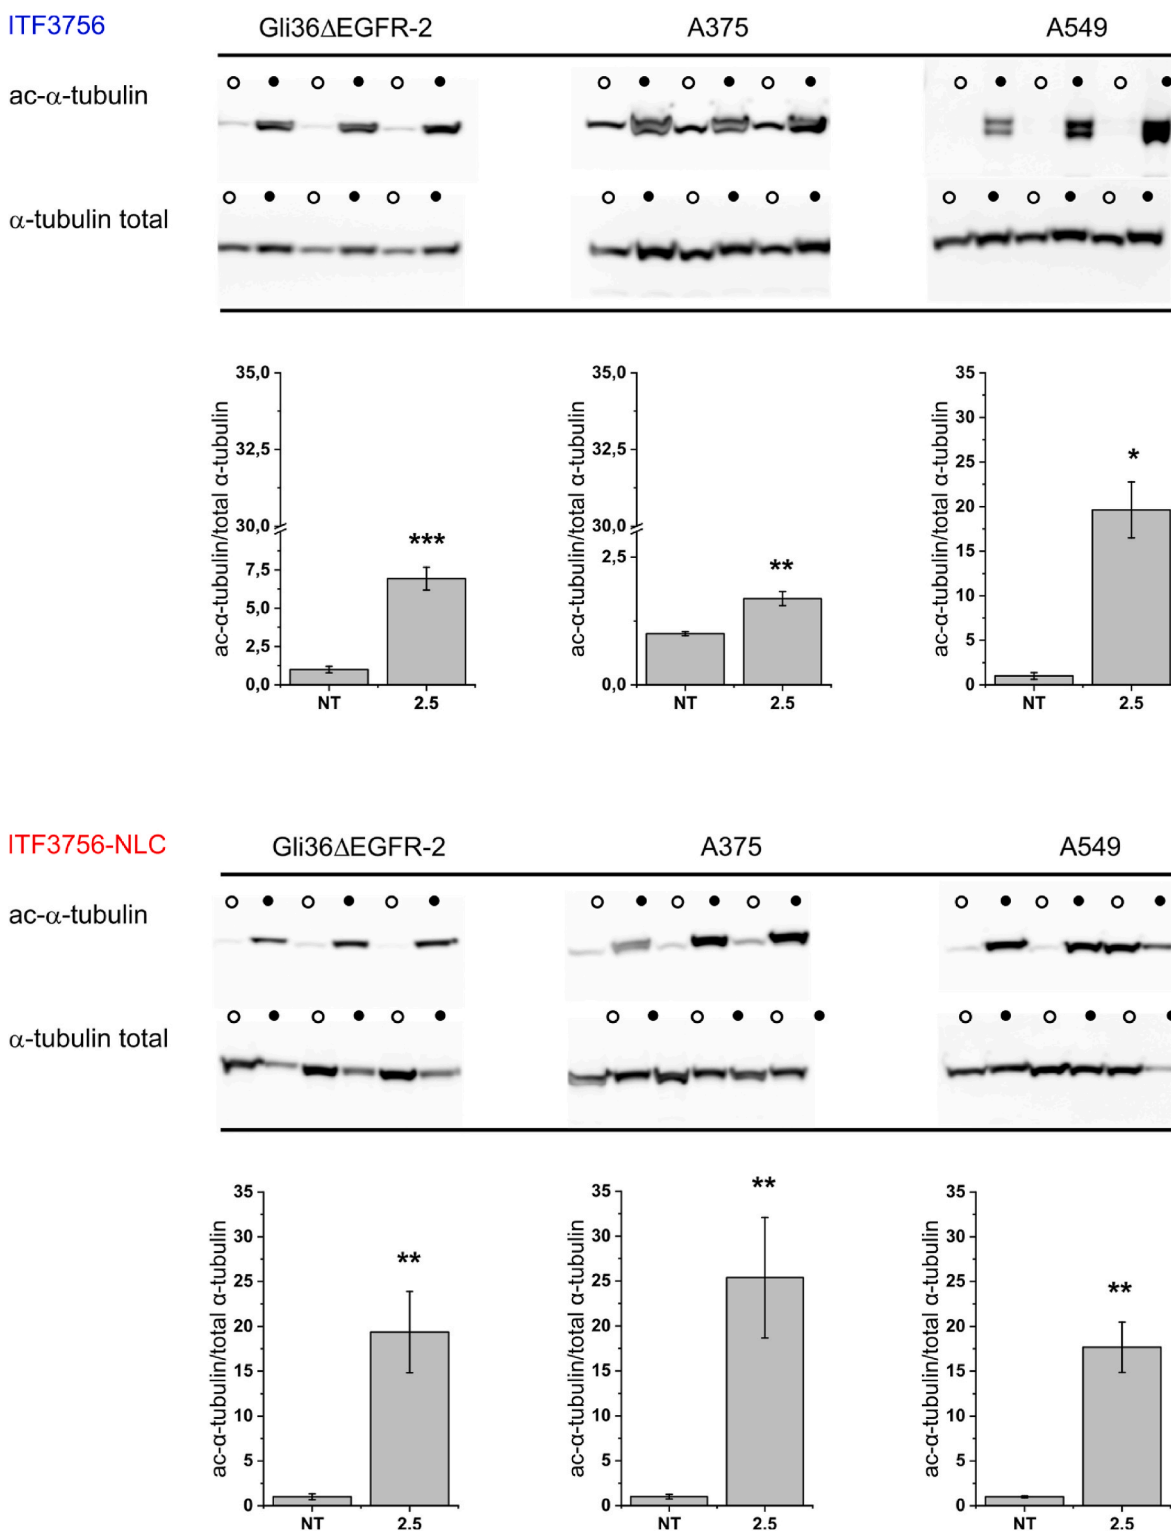 ITF3756 Gli36ΔEGFR-2 A375 A549
ac-α-tubulin
α-tubulin total
ac-α-tubulin/total α-tubulin
35,0
32,5
30,0
7,5
5,0
2,5
0,0
***
NT 2.5
ac-α-tubulin/total α-tubulin
35,0
32,5
30,0
2,5
0,0
**
NT 2.5
ac-α-tubulin/total α-tubulin
35
30
25
20
15
10
5
0
*
NT 2.5
ITF3756-NLC Gli36ΔEGFR-2 A375 A549
ac-α-tubulin
α-tubulin total
ac-α-tubulin/total α-tubulin
35
30
25
20
15
10
5
0
**
NT 2.5
ac-α-tubulin/total α-tubulin
35
30
25
20
15
10
5
0
**
NT 2.5
ac-α-tubulin/total α-tubulin
35
30
25
20
15
10
5
0
**
NT 2.5